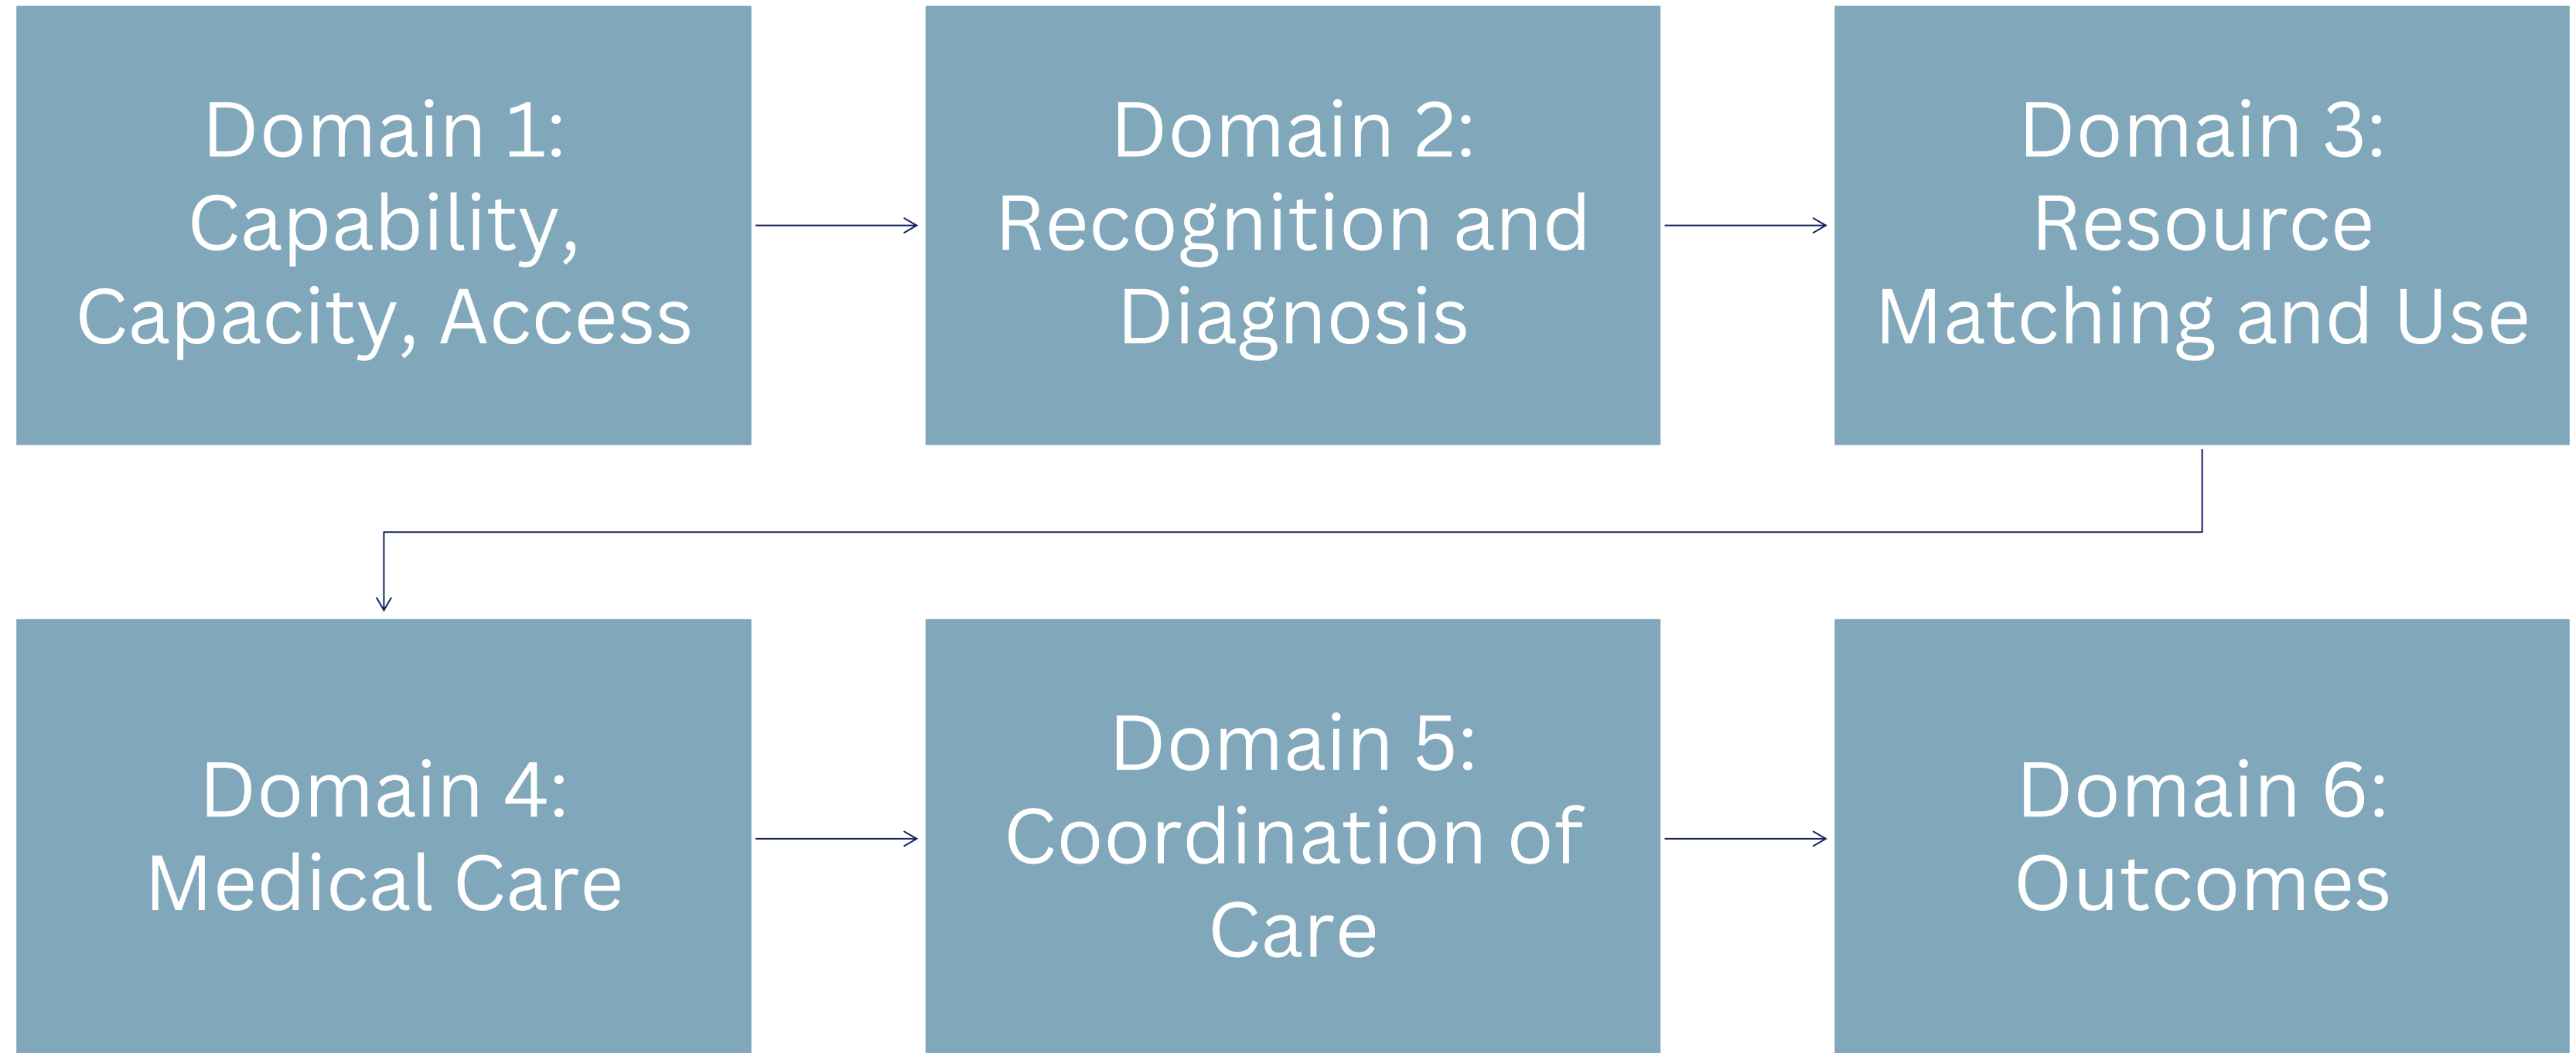 Domain 1:
Capability,
Capacity, Access
Domain 2:
Recognition and
Diagnosis
Domain 3:
Resource
Matching and Use
Domain 4:
Medical Care
Domain 5:
Coordination of
Care
Domain 6:
Outcomes